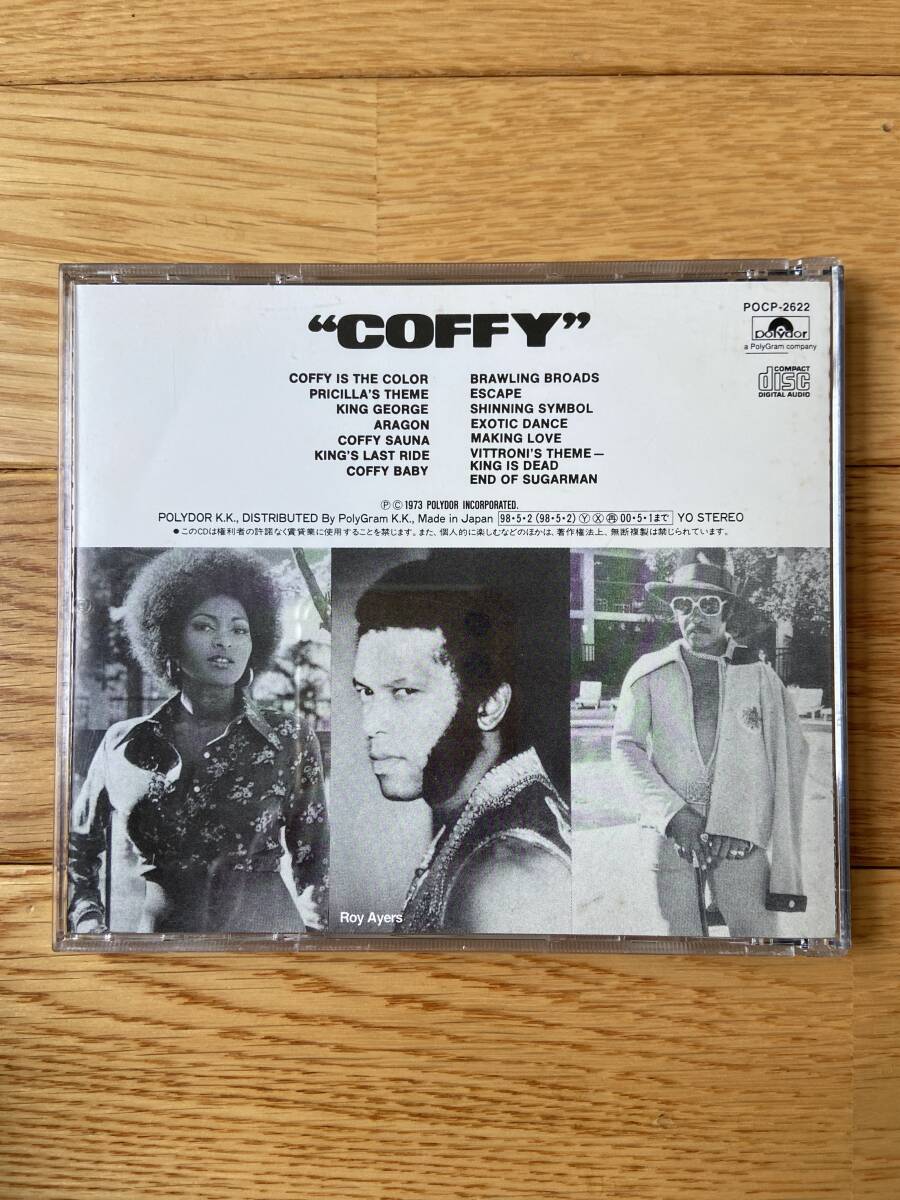 “COFFY”
POCP-2622
polydor
a PolyGram company
COMPACT
disc
DIGITAL AUDIO
COFFY IS THE COLOR
PRICILLA'S THEME
KING GEORGE
ARAGON
COFFY SAUNA
KING'S LAST RIDE
COFFY BABY
BRAWLING BROADS
ESCAPE
SHINNING SYMBOL
EXOTIC DANCE
MAKING LOVE
VITTRONI'S THEME—
KING IS DEAD
END OF SUGARMAN
Ⓟ©1973 POLYDOR INCORPORATED.
POLYDOR K.K., DISTRIBUTED By PolyGram K.K., Made in Japan 98・5・2 (98・5・2) Ⓨ Ⓧ ㊢ 00・5・1まで YO STEREO
●このCDは権利者の許諾なく賃貸業に使用することを禁じます。また、個人的に楽しむなどのほかは、著作権法上、無断複製は禁じられています。
Roy Ayers